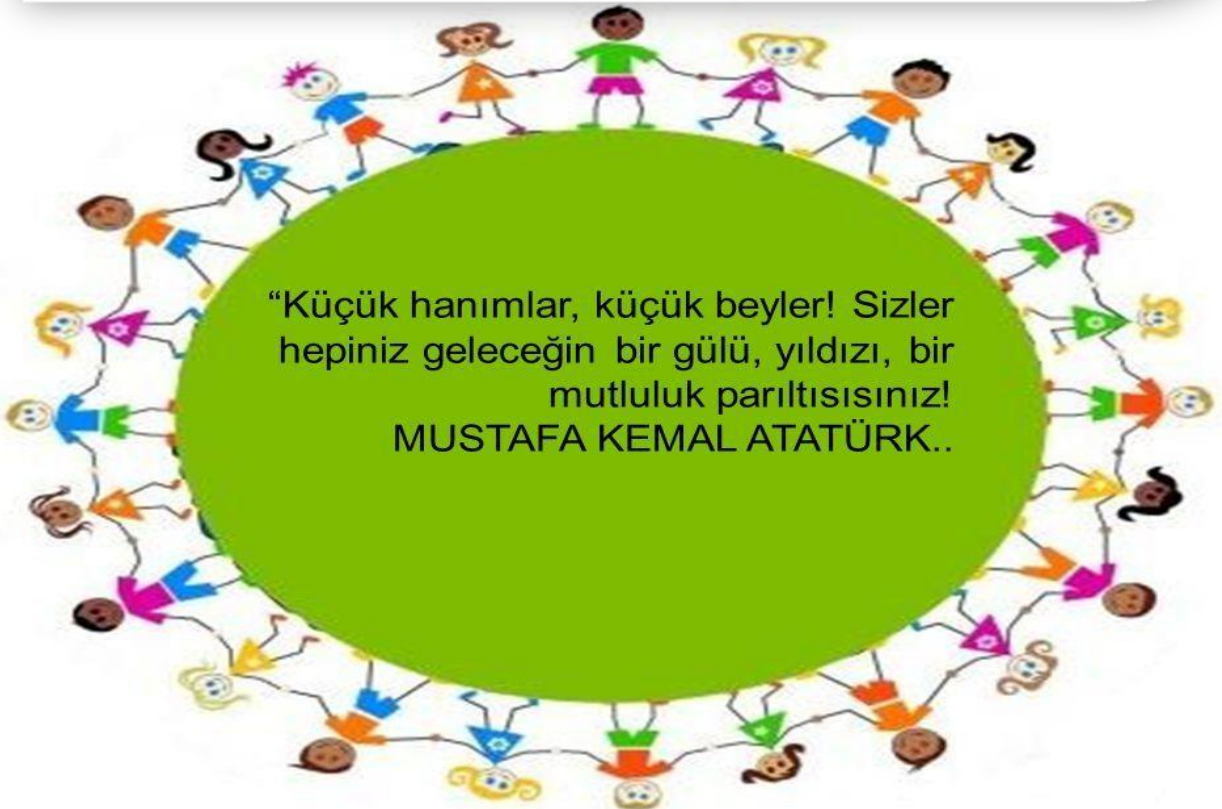 “Küçük hanımlar, küçük beyler! Sizler
hepiniz geleceğin bir gülü, yıldızı, bir
mutluluk parıltısısınız!
MUSTAFA KEMAL ATATÜRK..